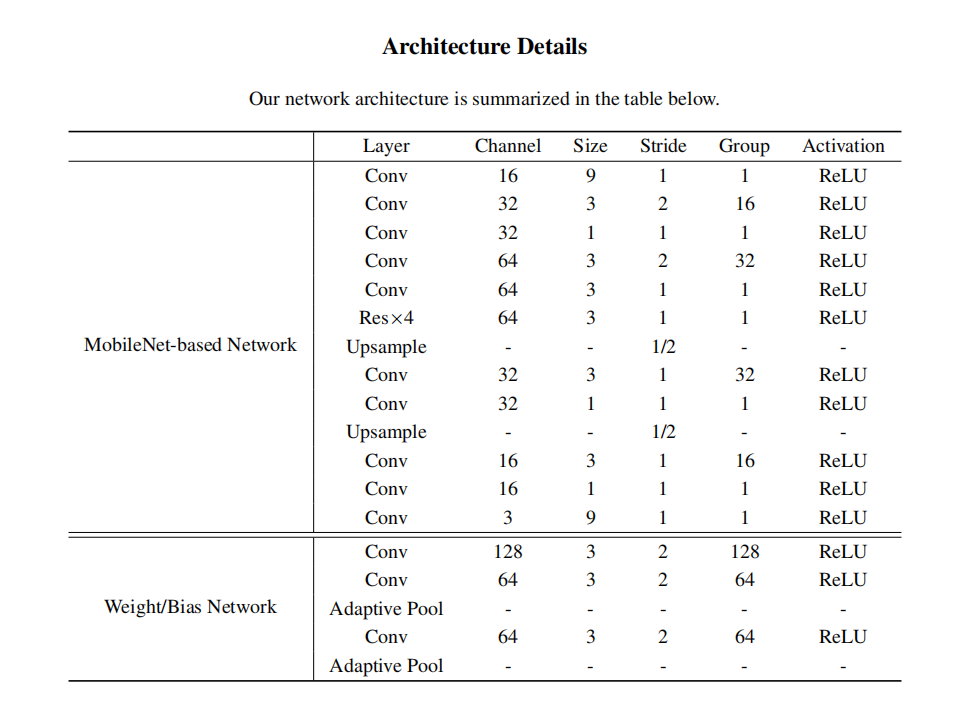 Architecture Details
Our network architecture is summarized in the table below.
Layer Channel Size Stride Group Activation
Conv 16 9 1 1 ReLU
Conv 32 3 2 16 ReLU
Conv 32 1 1 1 ReLU
Conv 64 3 2 32 ReLU
Conv 64 3 1 1 ReLU
Res×4 64 3 1 1 ReLU
MobileNet-based Network Upsample - - 1/2 - -
Conv 32 3 1 32 ReLU
Conv 32 1 1 1 ReLU
Upsample - - 1/2 - -
Conv 16 3 1 16 ReLU
Conv 16 1 1 1 ReLU
Conv 3 9 1 1 ReLU
Conv 128 3 2 128 ReLU
Conv 64 3 2 64 ReLU
Weight/Bias Network Adaptive Pool - - - - -
Conv 64 3 2 64 ReLU
Adaptive Pool - - - - -